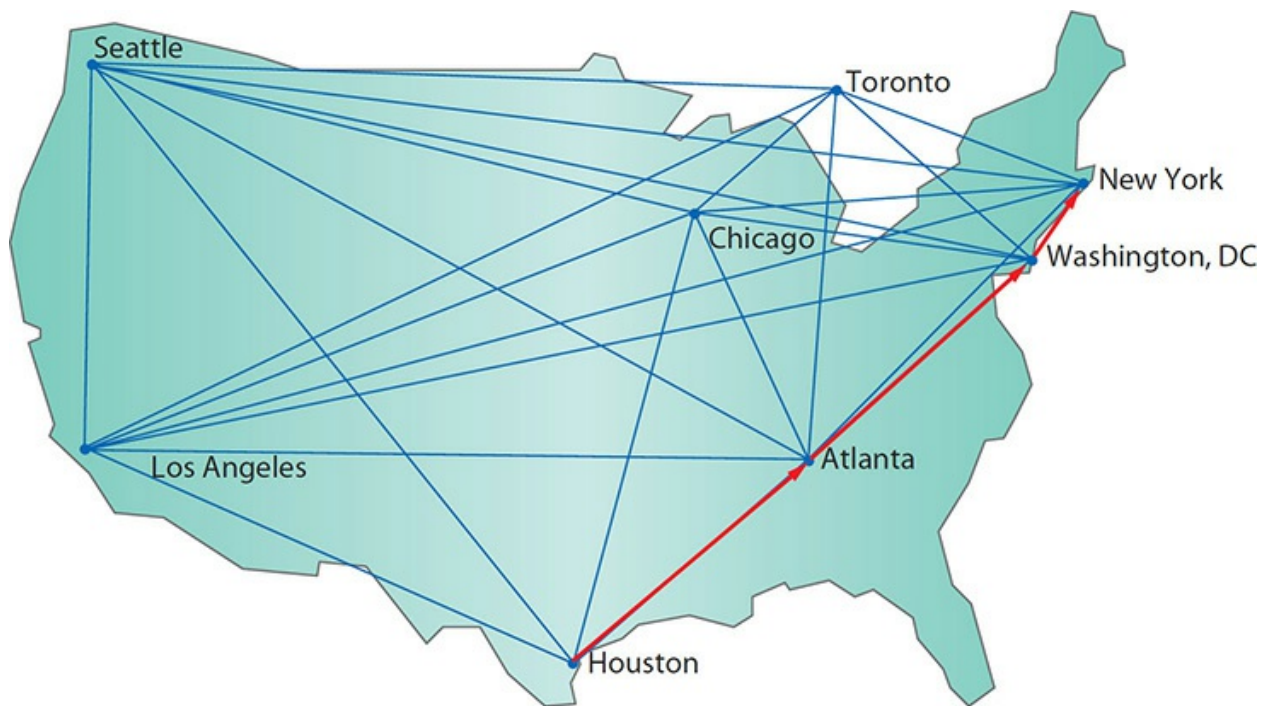 Seattle
Toronto
New York
Chicago
Washington, DC
Los Angeles
Atlanta
Houston